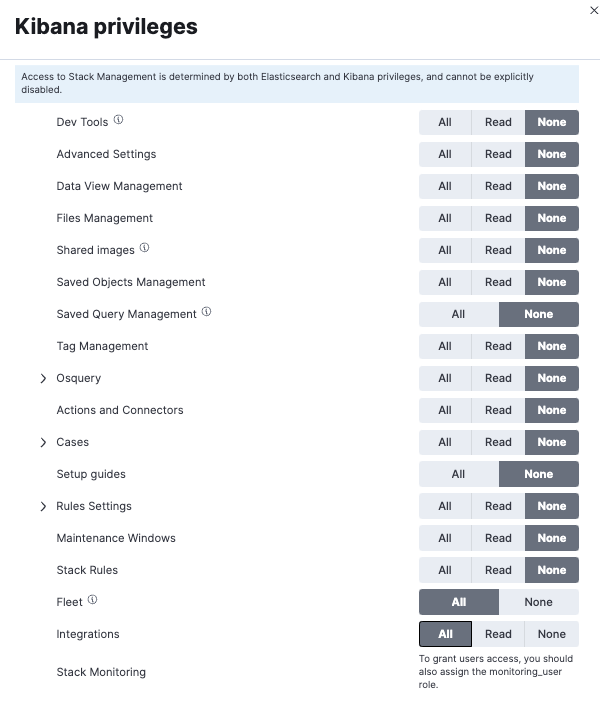 Kibana privileges
Access to Stack Management is determined by both Elasticsearch and Kibana privileges, and cannot be explicitly
disabled.
Dev Tools All Read None
Advanced Settings All Read None
Data View Management All Read None
Files Management All Read None
Shared images All Read None
Saved Objects Management All Read None
Saved Query Management All None
Tag Management All Read None
Osquery All Read None
Actions and Connectors All Read None
Cases All Read None
Setup guides All None
Rules Settings All Read None
Maintenance Windows All Read None
Stack Rules All Read None
Fleet All None
Integrations All Read None
Stack Monitoring
To grant users access, you should
also assign the monitoring_user
role.